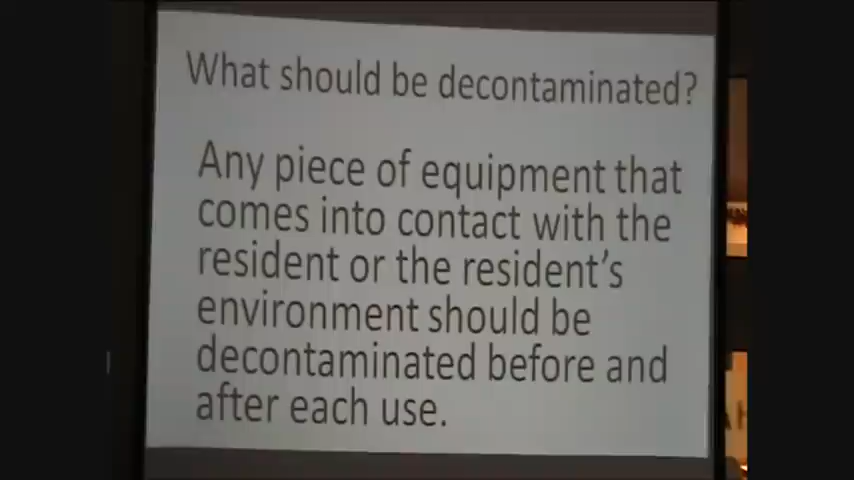 What should be decontaminated?
Any piece of equipment that
comes into contact with the
resident or the resident's
environment should be
decontaminated before and
after each use.